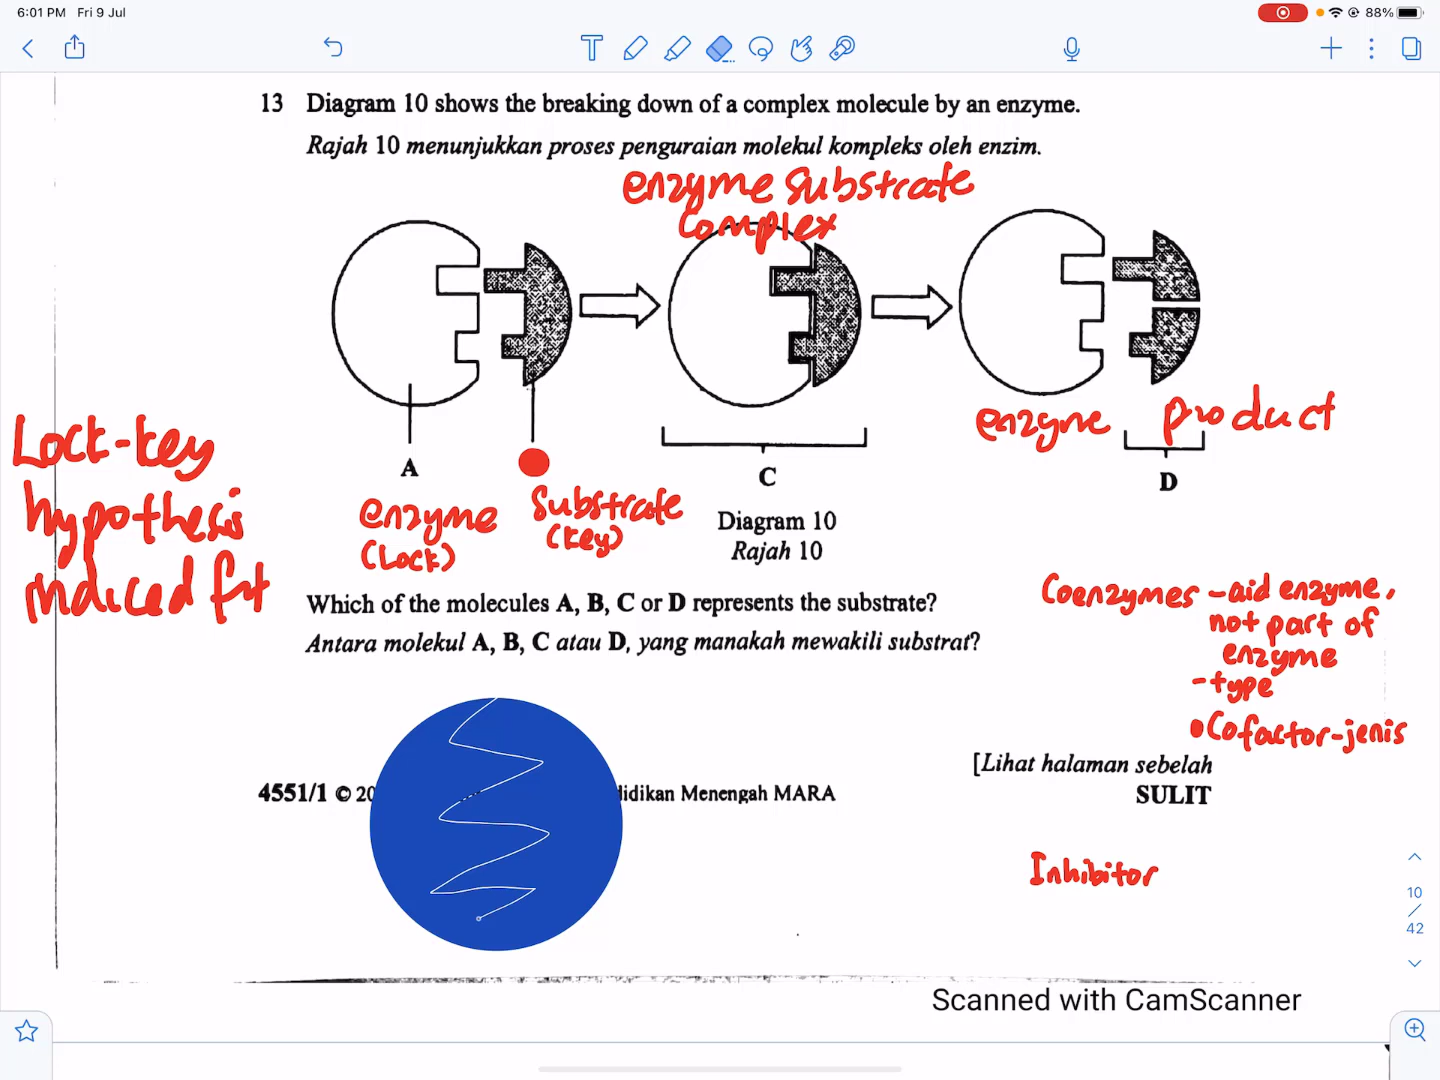 6:01 PM Fri 9 Jul
88%
13 Diagram 10 shows the breaking down of a complex molecule by an enzyme.
Rajah 10 menunjukkan proses penguraian molekul kompleks oleh enzim.
enzyme substrate
complex
enzyme
product
Lock-key
hypothesis
A
C
D
enzyme
(Lock)
Substrate
(key)
Diagram 10
Rajah 10
Which of the molecules A, B, C or D represents the substrate?
Antara molekul A, B, C atau D, yang manakah mewakili substrat?
Coenzymes - aid enzyme,
not part of
enzyme
- type
• Cofactor-jenis
[Lihat halaman sebelah
SULIT
4551/1 © 20
didikan Menengah MARA
Inhibitor
10
/
42
Scanned with CamScanner